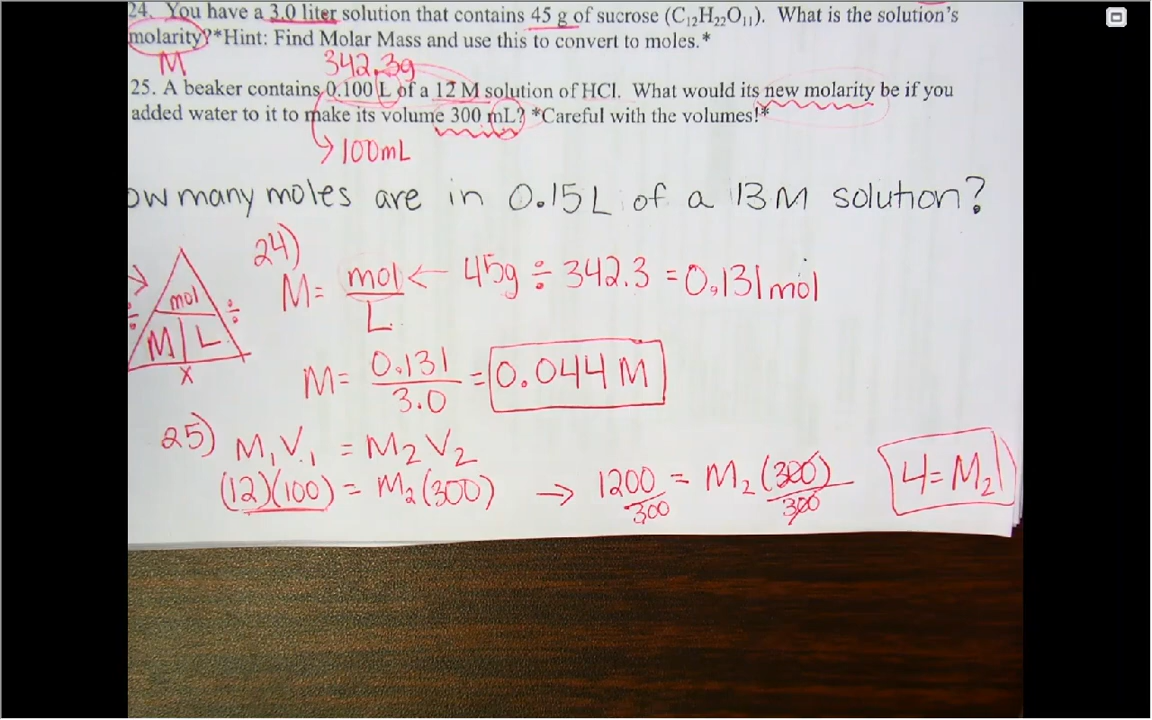 24. You have a 3.0 liter solution that contains 45 g of sucrose (C₁₂H₂₂O₁₁). What is the solution's
molarity?*Hint: Find Molar Mass and use this to convert to moles.*
M
342.3g
25. A beaker contains 0.100 L of a 12 M solution of HCl. What would its new molarity be if you
added water to it to make its volume 300 mL? *Careful with the volumes!*
→ 100mL
ow many moles are in 0.15L of a 13M solution?
24)
M = mol/L ← 45g ÷ 342.3 = 0.131 mol
÷ mol ÷
M L
x
M = 0.131/3.0 = 0.044 M
25) M₁V₁ = M₂V₂
(12)(100) = M₂(300) → 1200/300 = M₂(300)/300
4 = M₂